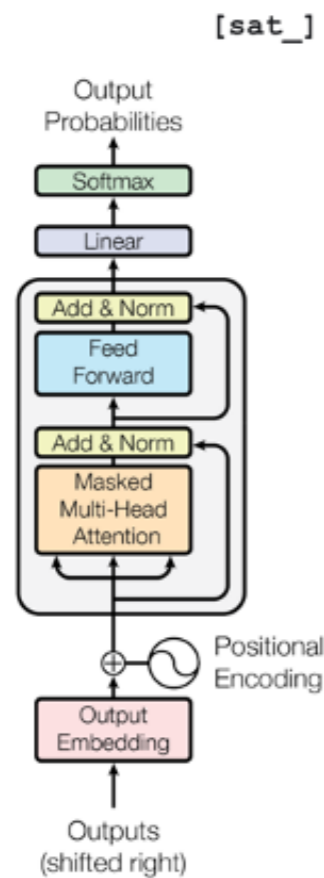 [sat_]
Output
Probabilities
Softmax
Linear
Add & Norm
Feed
Forward
Add & Norm
Masked
Multi-Head
Attention
Positional
Encoding
Output
Embedding
Outputs
(shifted right)